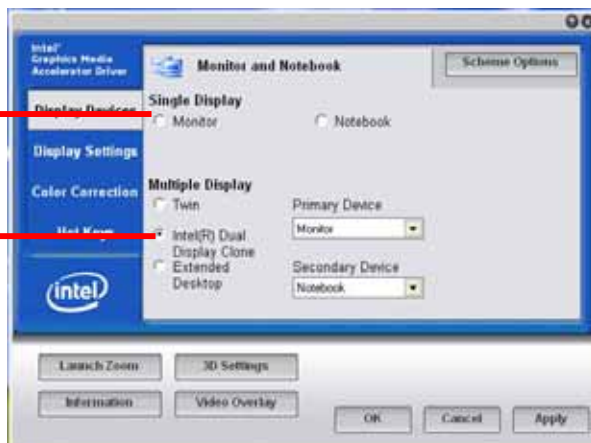 Intel®
Graphics Media
Accelerator Driver
Monitor and Notebook
Scheme Options
Display Devices
Display Settings
Color Correction
Hot Keys
intel
Single Display
Monitor
Notebook
Multiple Display
Twin
Intel(R) Dual
Display Clone
Extended
Desktop
Primary Device
Monitor
Secondary Device
Notebook
Launch Zoom
3D Settings
Information
Video Overlay
OK
Cancel
Apply